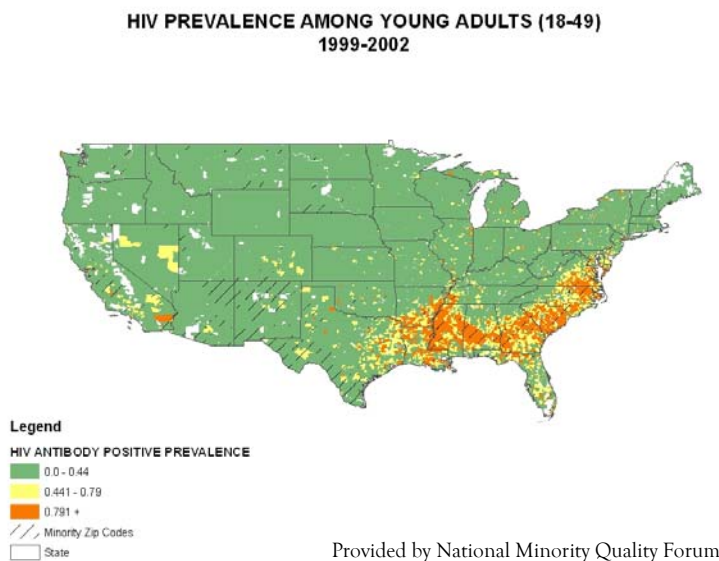 HIV PREVALENCE AMONG YOUNG ADULTS (18-49)
1999-2002
Legend
HIV ANTIBODY POSITIVE PREVALENCE
0.0 - 0.44
0.441 - 0.79
0.791 +
Minority Zip Codes
State
Provided by National Minority Quality Forum